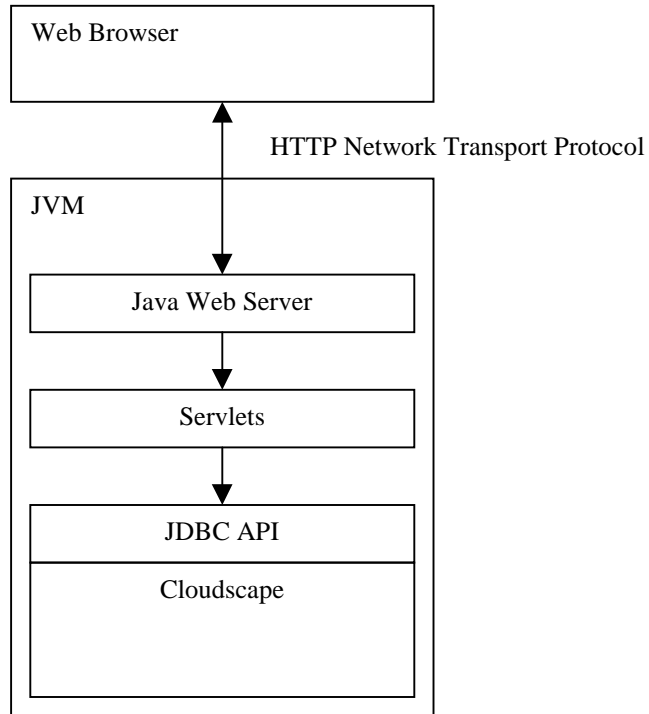 Web Browser
HTTP Network Transport Protocol
JVM
Java Web Server
Servlets
JDBC API
Cloudscape